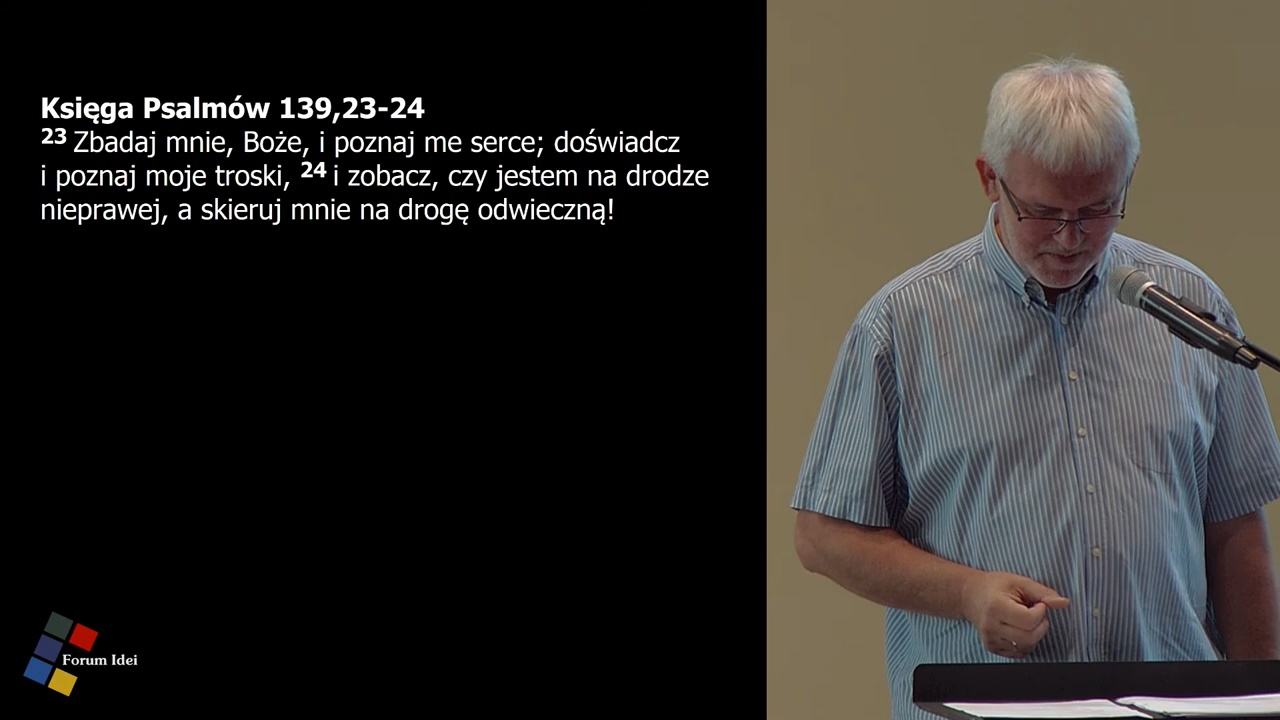 Księga Psalmów 139,23-24
23 Zbadaj mnie, Boże, i poznaj me serce; doświadcz
i poznaj moje troski, 24 i zobacz, czy jestem na drodze
nieprawej, a skieruj mnie na drogę odwieczną!
Forum Idei